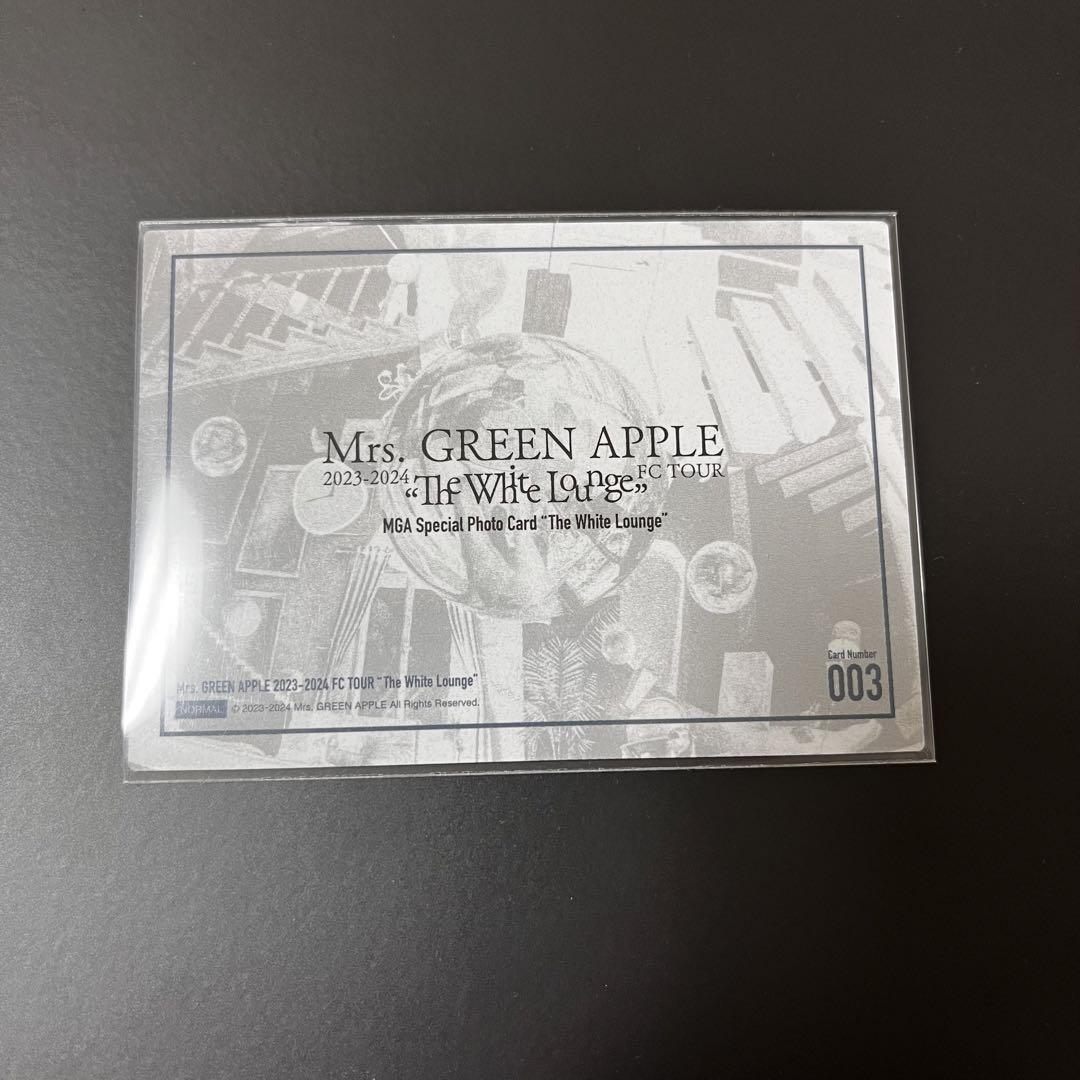 Mrs. GREEN APPLE
2023-2024 “The White Lounge” FC TOUR
MGA Special Photo Card “The White Lounge”
Card Number
003
Mrs. GREEN APPLE 2023-2024 FC TOUR “The White Lounge”
NORMAL © 2023-2024 Mrs. GREEN APPLE All Rights Reserved.